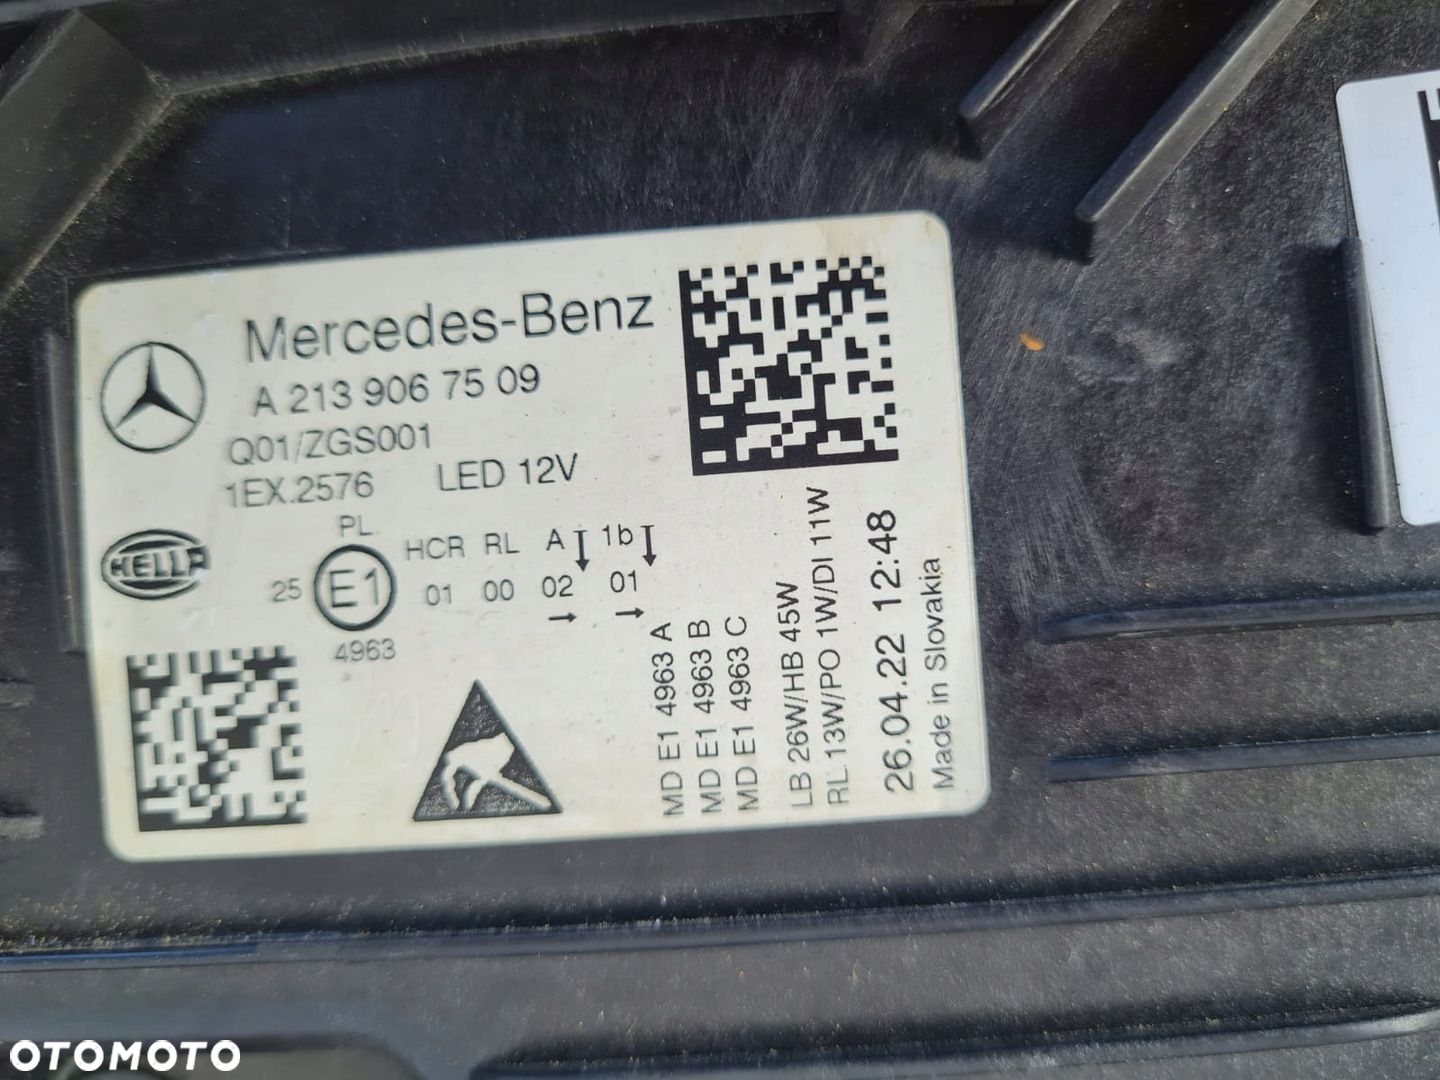 Mercedes-Benz
A 213 906 75 09
Q01/ZGS001
1EX.2576 LED 12V
HELLA
PL
HCR RL A 1b
25 E1 01 00 02 01
4963
MD E1 4963 A
MD E1 4963 B
MD E1 4963 C
LB 26W/HB 45W
RL.13W/PO 1W/DI 11W
26.04.22 12:48
Made in Slovakia
OTOMOTO